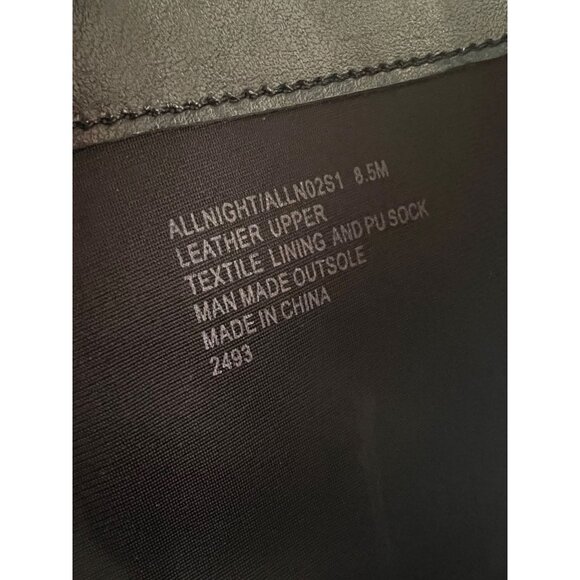 ALLNIGHT/ALLN02S1 8.5M
LEATHER UPPER
TEXTILE LINING AND PU SOCK
MAN MADE OUTSOLE
MADE IN CHINA
2493